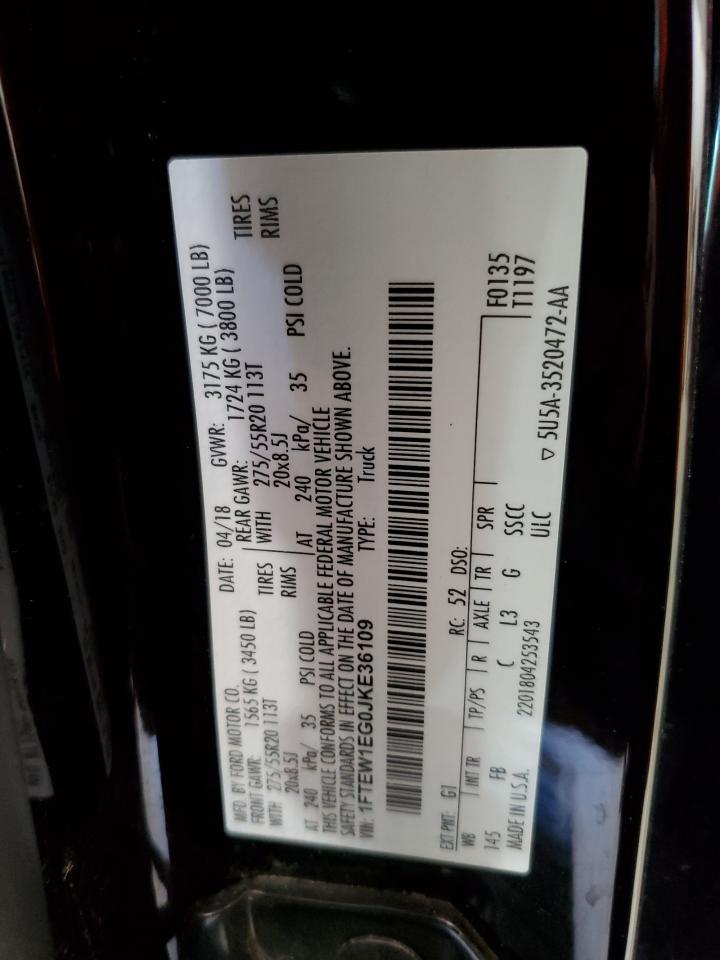 MFD. BY FORD MOTOR CO.
DATE: 04/18 GVWR: 3175 KG ( 7000 LB)
FRONT GAWR: 1565 KG ( 3450 LB) REAR GAWR: 1724 KG ( 3800 LB)
WITH 275/55R20 113T TIRES WITH 275/55R20 113T TIRES
20x8.5J RIMS 20x8.5J RIMS
AT 240 kPa/ 35 PSI COLD AT 240 kPa/ 35 PSI COLD
THIS VEHICLE CONFORMS TO ALL APPLICABLE FEDERAL MOTOR VEHICLE
SAFETY STANDARDS IN EFFECT ON THE DATE OF MANUFACTURE SHOWN ABOVE.
VIN: 1FTEW1EG0JKE36109 TYPE: Truck
EXT PNT: G1 RC: 52 DSO: F0135
WB INT TR TP/PS R AXLE TR SPR T1197
145 FB C L3 G SSCC
MADE IN U.S.A. 2201804253543 ULC ▽ 5U5A-3520472-AA